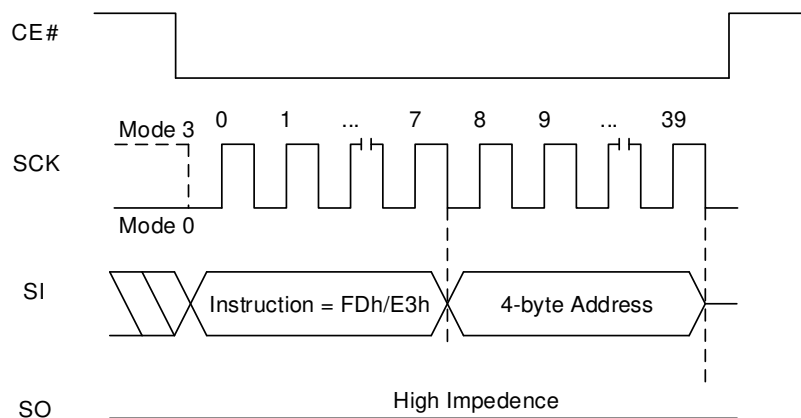 CE#
0 1 ... 7 8 9 ... 39
Mode 3
SCK
Mode 0
SI
Instruction = FDh/E3h 4-byte Address
High Impedence
SO